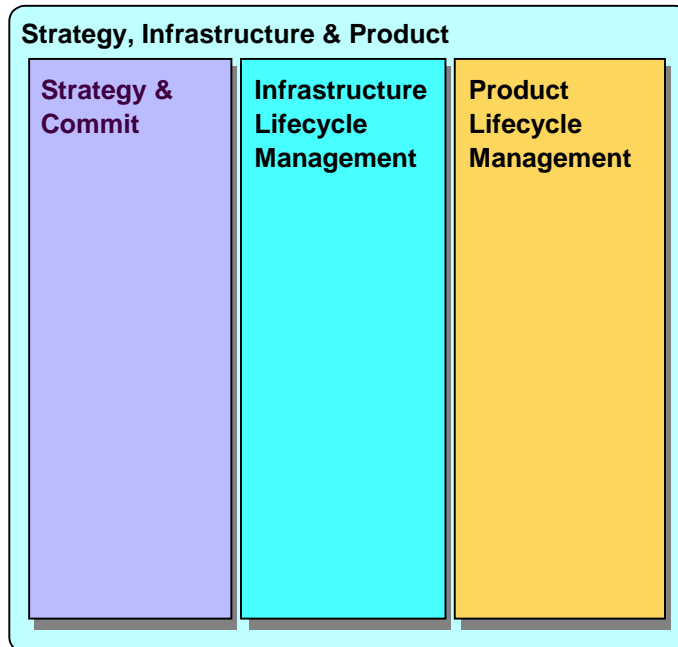 Strategy, Infrastructure & Product
Strategy &
Commit
Infrastructure
Lifecycle
Management
Product
Lifecycle
Management